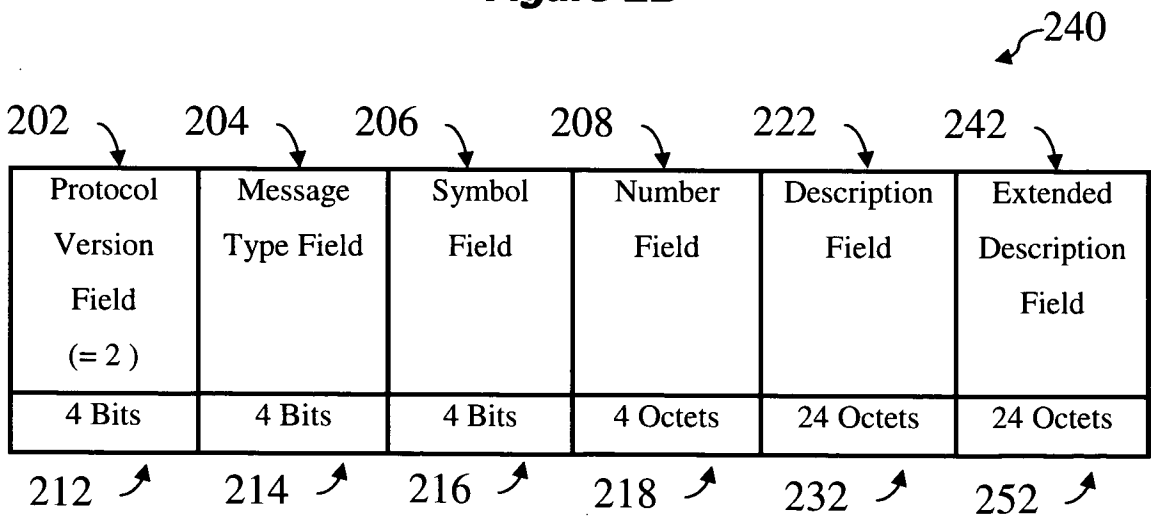 240
202 204 206 208 222 242
Protocol Message Symbol Number Description Extended
Version Type Field Field Field Field Description
Field Field
(= 2 )
4 Bits 4 Bits 4 Bits 4 Octets 24 Octets 24 Octets
212 214 216 218 232 252